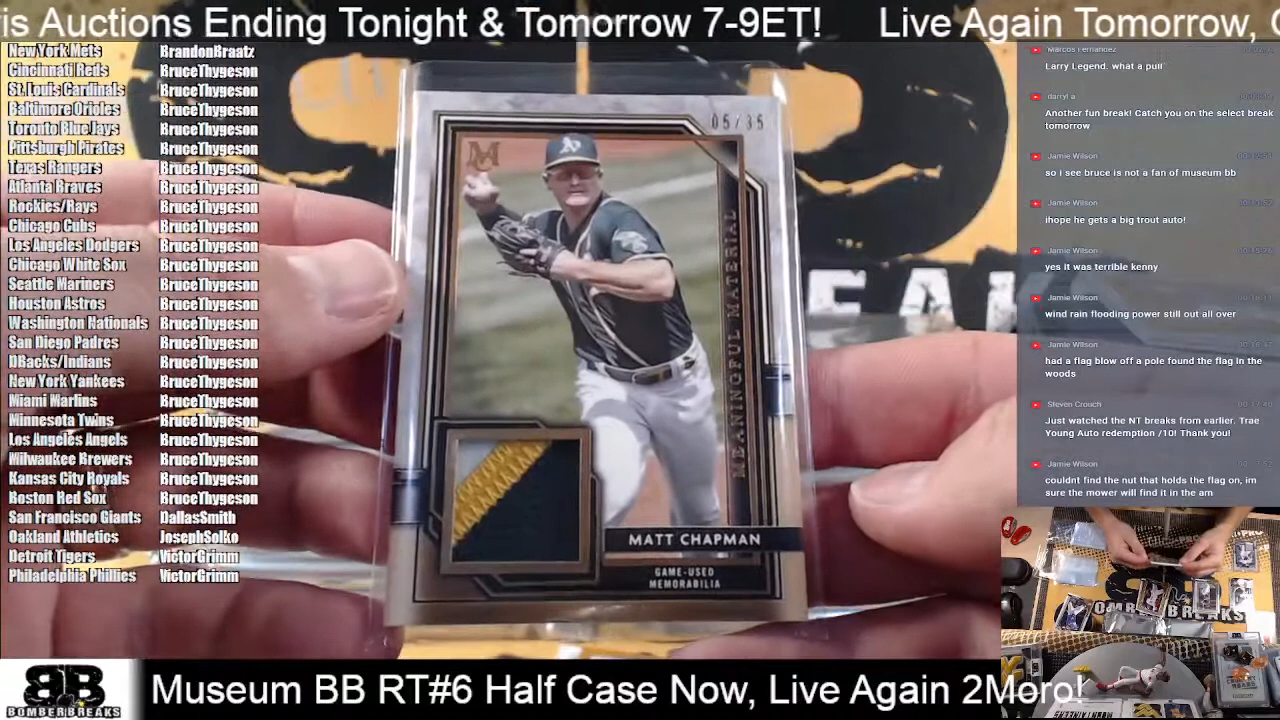 is Auctions Ending Tonight & Tomorrow 7-9ET! Live Again Tomorrow,
New York Mets BrandonBraatz
Cincinnati Reds BruceThygeson
St. Louis Cardinals BruceThygeson
Baltimore Orioles BruceThygeson
Toronto Blue Jays BruceThygeson
Pittsburgh Pirates BruceThygeson
Texas Rangers BruceThygeson
Atlanta Braves BruceThygeson
Rockies/Rays BruceThygeson
Chicago Cubs BruceThygeson
Los Angeles Dodgers BruceThygeson
Chicago White Sox BruceThygeson
Seattle Mariners BruceThygeson
Houston Astros BruceThygeson
Washington Nationals BruceThygeson
San Diego Padres BruceThygeson
DBacks/Indians BruceThygeson
New York Yankees BruceThygeson
Miami Marlins BruceThygeson
Minnesota Twins BruceThygeson
Los Angeles Angels BruceThygeson
Milwaukee Brewers BruceThygeson
Kansas City Royals BruceThygeson
Boston Red Sox BruceThygeson
San Francisco Giants DallasSmith
Oakland Athletics JosephSolko
Detroit Tigers VictorGrimm
Philadelphia Phillies VictorGrimm
05/35
M
A's
MEANINGFUL MATERIAL
MATT CHAPMAN
GAME-USED
MEMORABILIA
EAK
Marcos Fernandez
Larry Legend. what a pull
darryl a
Another fun break! Catch you on the select break
tomorrow
Jamie Wilson
so i see bruce is not a fan of museum bb
Jamie Wilson
ihope he gets a big trout auto!
Jamie Wilson
yes it was terrible kenny
Jamie Wilson
wind rain flooding power still out all over
Jamie Wilson
had a flag blow off a pole found the flag in the
woods
Steven Crouch
Just watched the NT breaks from earlier. Trae
Young Auto redemption /10! Thank you!
Jamie Wilson
couldnt find the nut that holds the flag on, im
sure the mower will find it in the am
BOMBERBREAKS
BB
BOMBERBREAKS
Museum BB RT#6 Half Case Now, Live Again 2Moro!